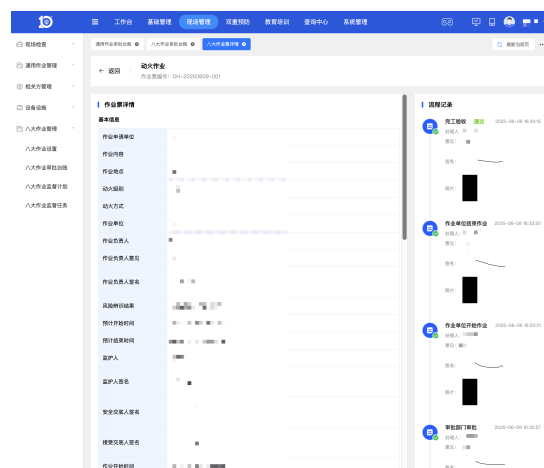 工作台 基础管理 现场管理 双重预防 教育培训 查询中心 系统管理
现场检查
通用作业管理
相关方管理
设备设施
八大作业管理
八大作业设置
八大作业审批台账
八大作业监督计划
八大作业监督任务
通用作业审批台账 八大作业审批台账 八大作业票详情
刷新当前页
返回
动火作业
作业票编号: DH-20250609-001
作业票详情
基本信息
作业申请单位
作业内容
作业地点
动火级别
动火方式
作业单位
作业负责人
作业负责人意见
作业负责人签名
风险辨识结果
预计开始时间
预计结束时间
监护人
监护人签名
安全交底人签名
接受交底人签名
作业开始时间
流程记录
完工验收 通过
处理人:
意见:
签名:
照片:
作业单位结束作业
处理人:
意见:
签名:
照片:
作业单位开始作业
处理人:
意见:
签名:
照片:
审批部门审批
处理人:
意见:
签名: